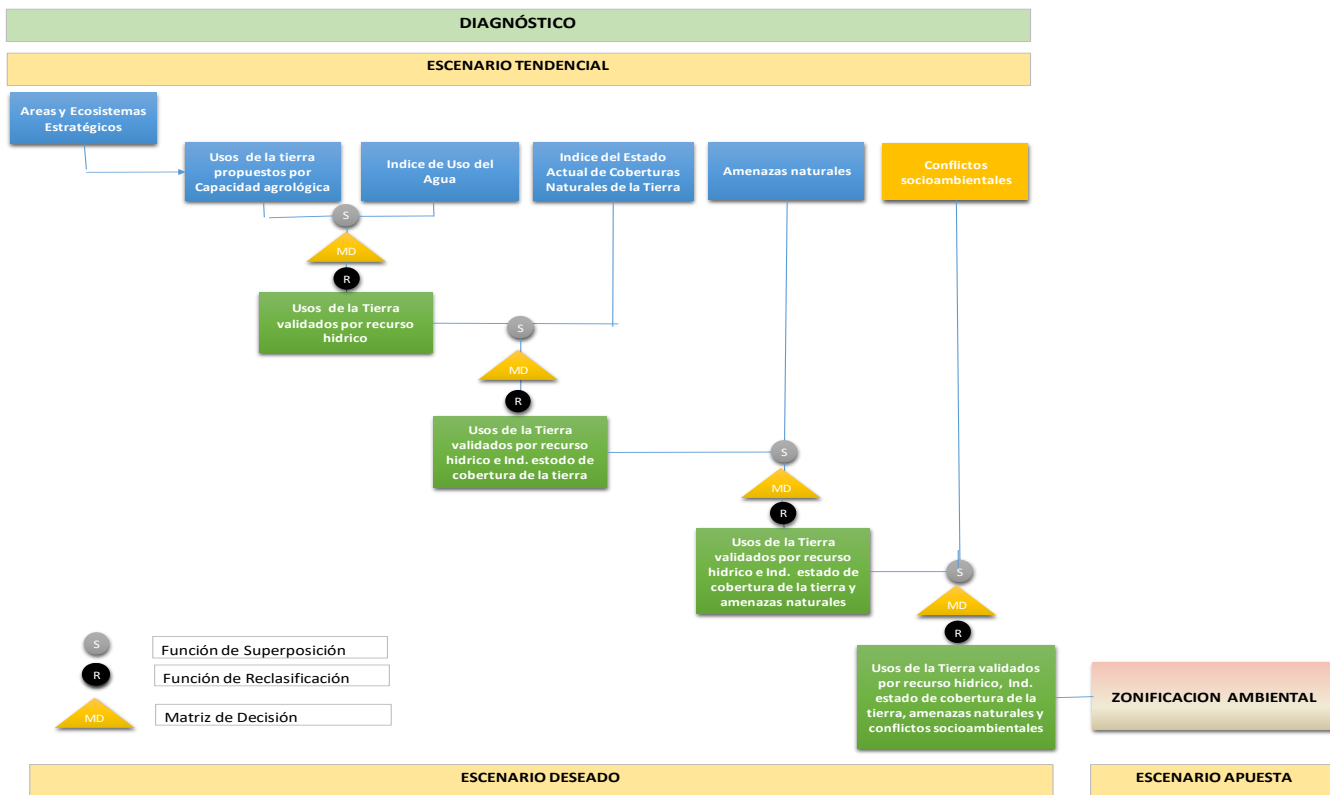 DIAGNÓSTICO
ESCENARIO TENDENCIAL
Areas y Ecosistemas
Estratégicos
Usos de la tierra
propuestos por
Capacidad agrológica
Indice de Uso del
Agua
Indice del Estado
Actual de Coberturas
Naturales de la Tierra
Amenazas naturales
Conflictos
socioambientales
S
MD
R
Usos de la Tierra
validados por recurso
hidrico
S
MD
R
Usos de la Tierra
validados por recurso
hidrico e Ind. estodo de
cobertura de la tierra
S
MD
R
Usos de la Tierra
validados por recurso
hidrico e Ind. estado de
cobertura de la tierra y
amenazas naturales
S
MD
R
Usos de la Tierra validados
por recurso hidrico, Ind.
estado de cobertura de la
tierra, amenazas naturales y
conflictos socioambientales
ZONIFICACION AMBIENTAL
S
Función de Superposición
R
Función de Reclasificación
MD
Matriz de Decisión
ESCENARIO DESEADO
ESCENARIO APUESTA